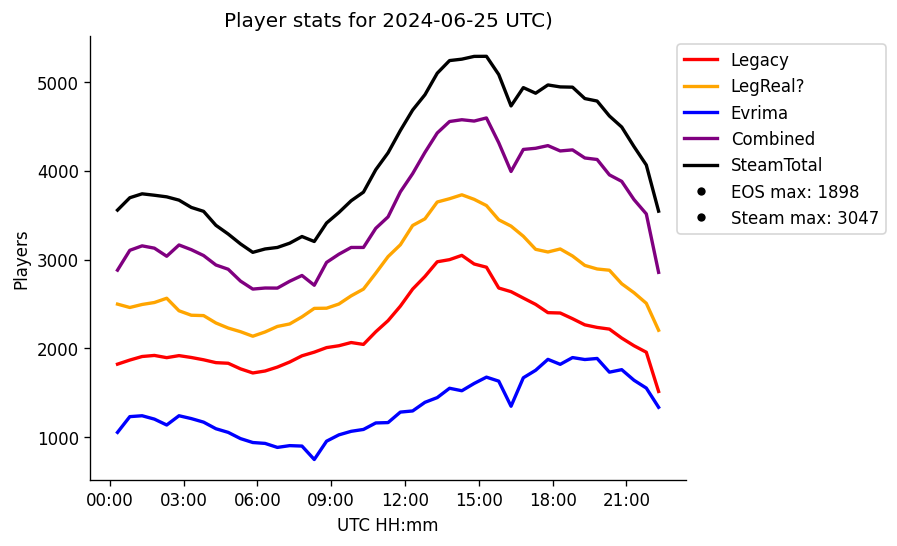 Player stats for 2024-06-25 UTC)
Players
5000
4000
3000
2000
1000
00:00 03:00 06:00 09:00 12:00 15:00 18:00 21:00
UTC HH:mm
Legacy
LegReal?
Evrima
Combined
SteamTotal
EOS max: 1898
Steam max: 3047